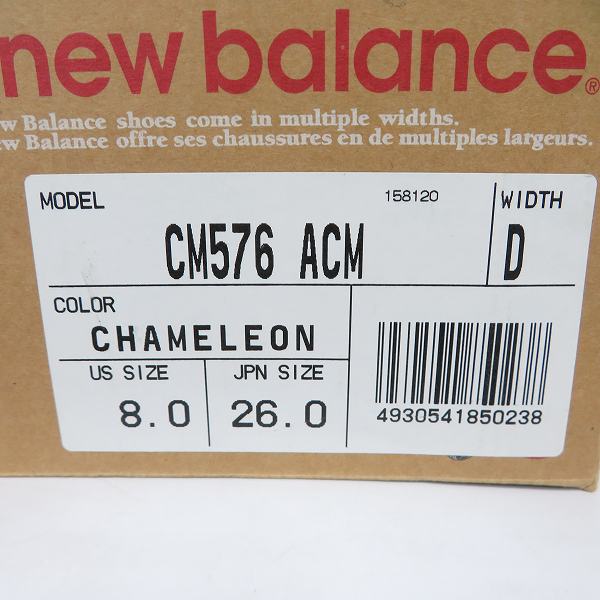 new balance®
Balance shoes come in multiple widths.
Balance offre ses chaussures en de multiples largeurs.
MODEL 158120 WIDTH
CM576 ACM D
COLOR
CHAMELEON
US SIZE JPN SIZE
8.0 26.0
4930541850238